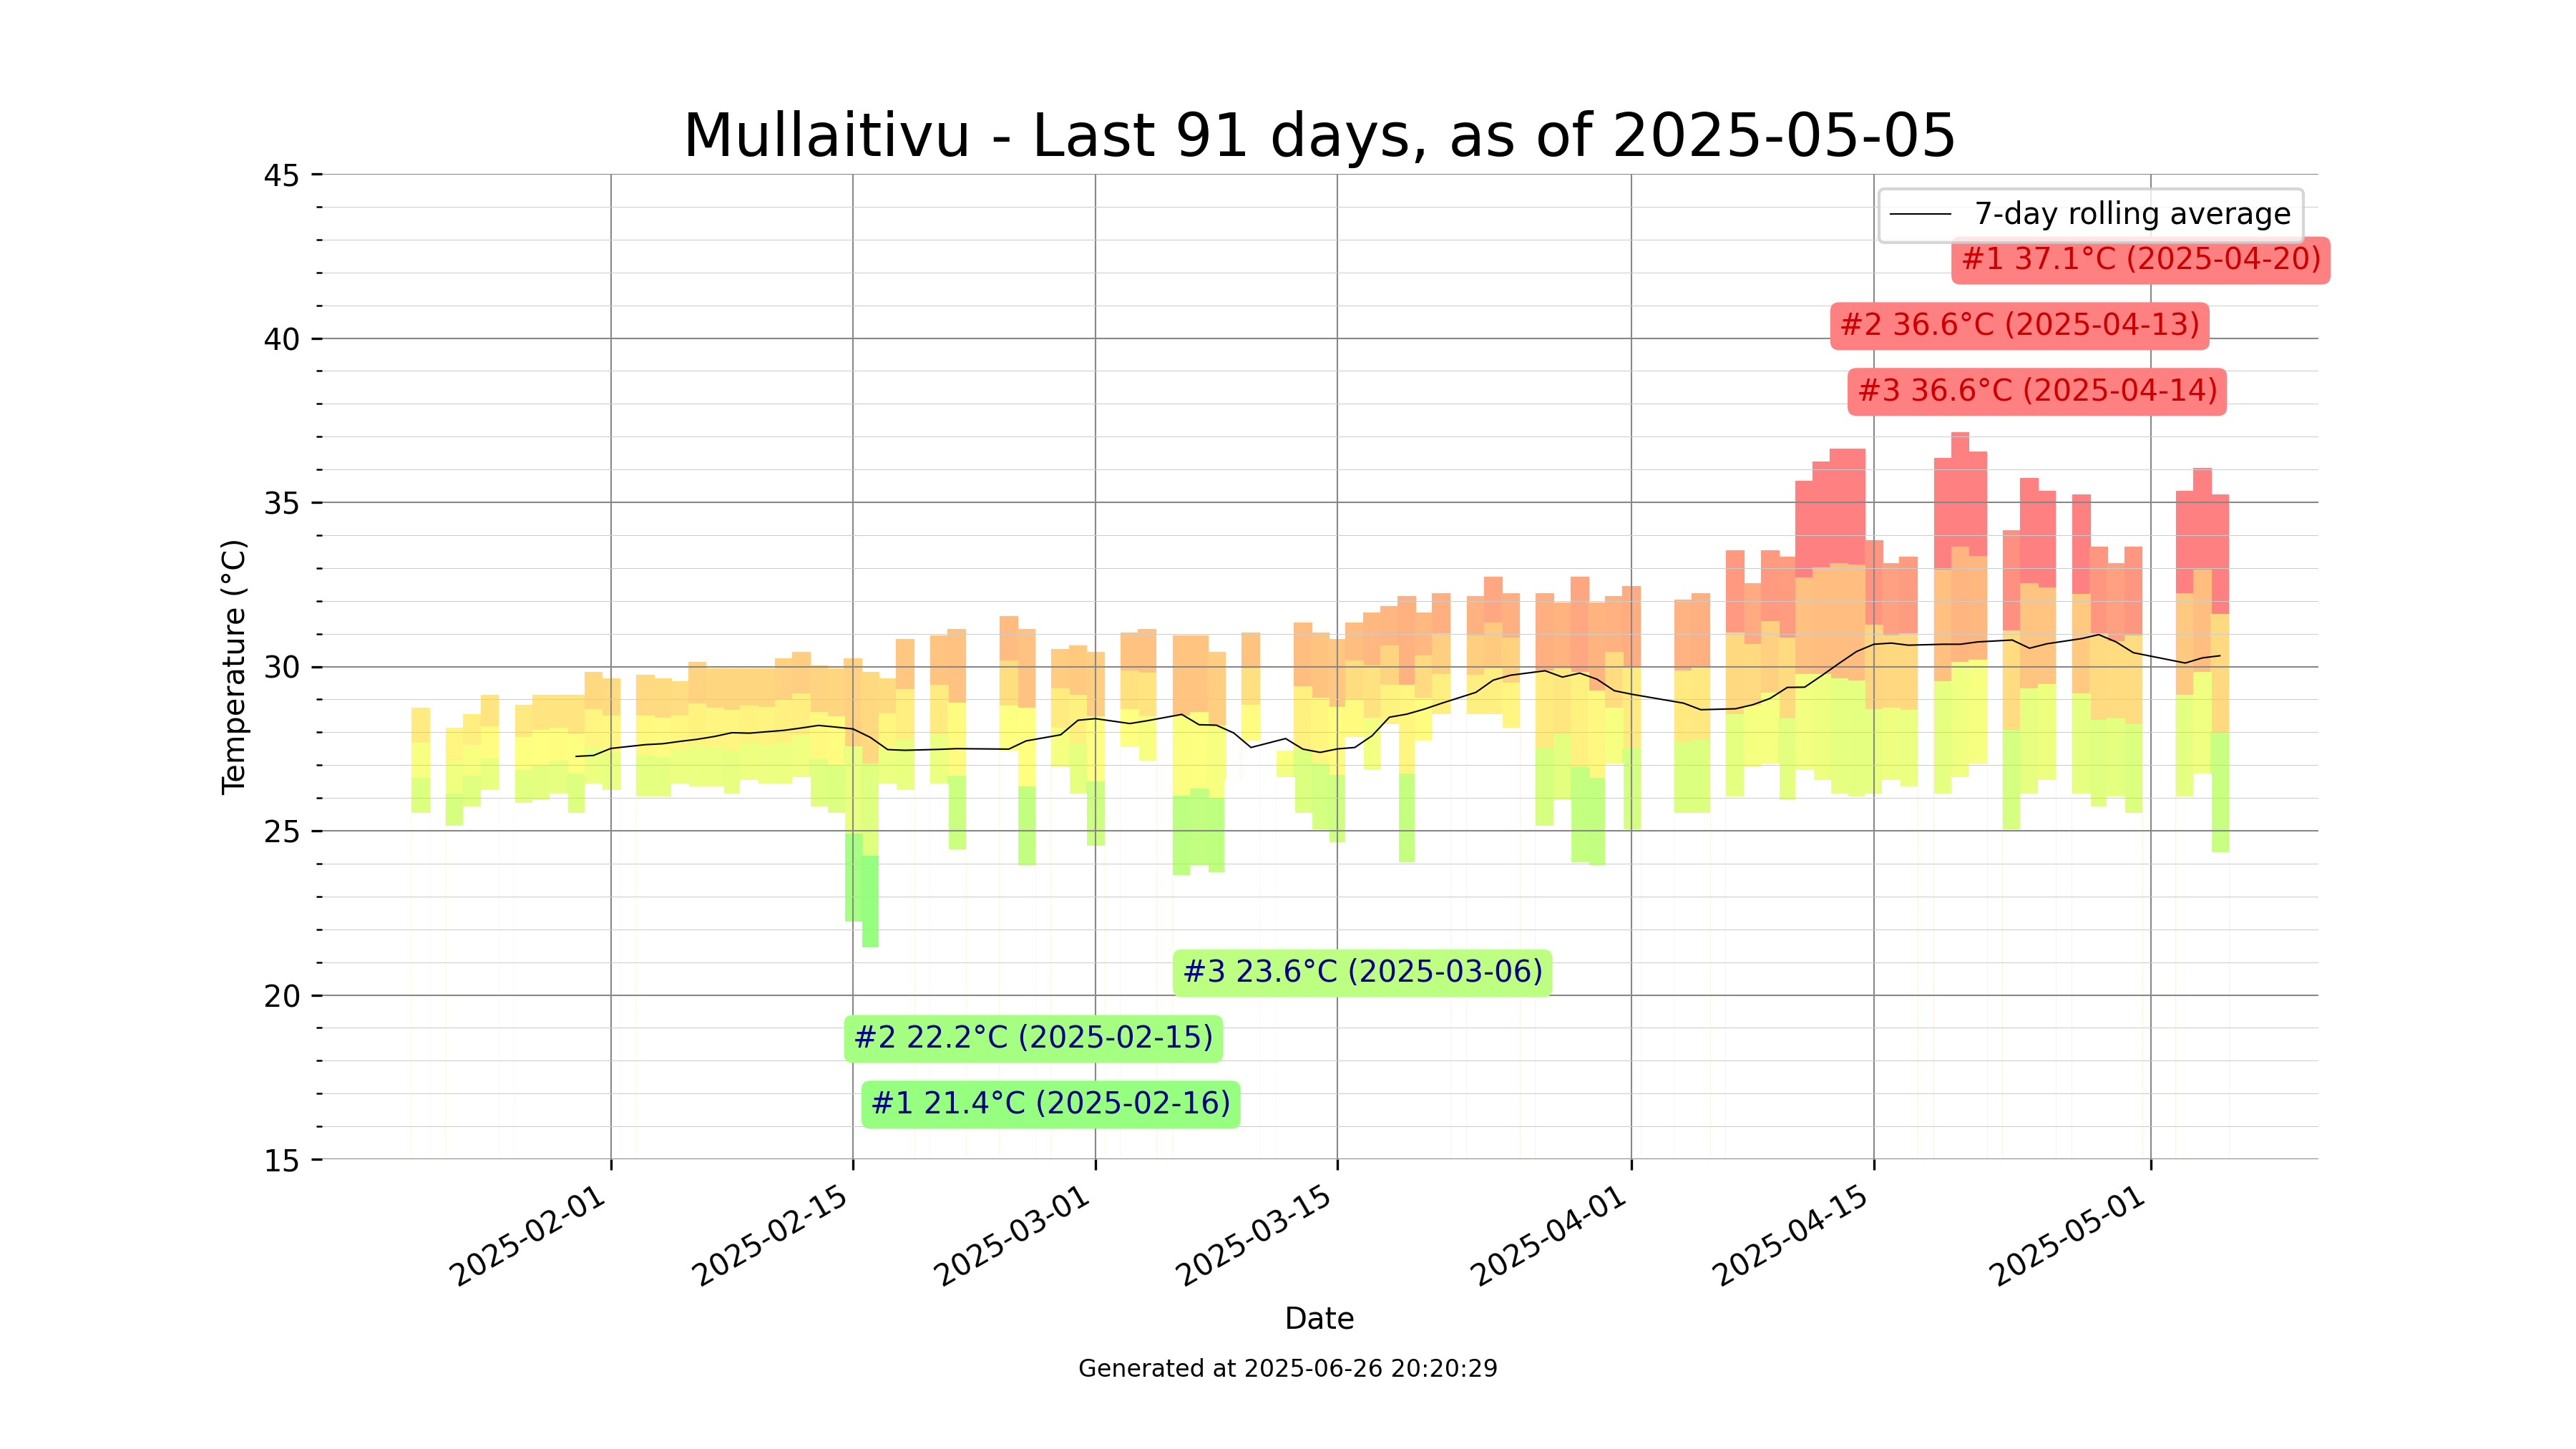 Mullaitivu - Last 91 days, as of 2025-05-05
45
40
35
30
25
20
15
Temperature (°C)
7-day rolling average
#1 37.1°C (2025-04-20)
#2 36.6°C (2025-04-13)
#3 36.6°C (2025-04-14)
#3 23.6°C (2025-03-06)
#2 22.2°C (2025-02-15)
#1 21.4°C (2025-02-16)
2025-02-01
2025-02-15
2025-03-01
2025-03-15
2025-04-01
2025-04-15
2025-05-01
Date
Generated at 2025-06-26 20:20:29